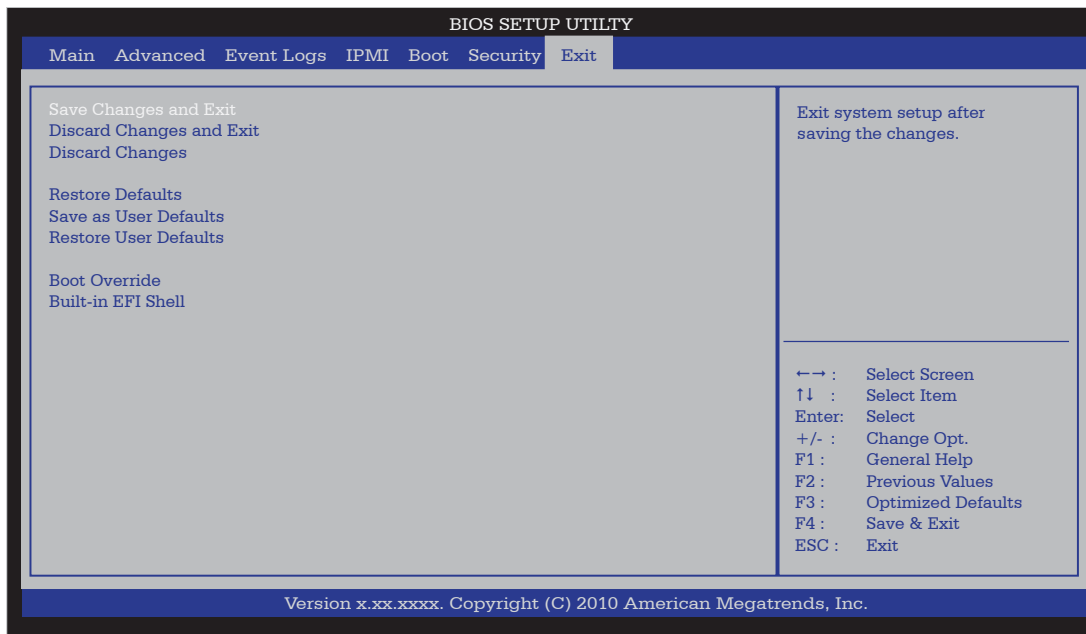 BIOS SETUP UTILTY
Main Advanced Event Logs IPMI Boot Security Exit
Save Changes and Exit
Discard Changes and Exit
Discard Changes
Restore Defaults
Save as User Defaults
Restore User Defaults
Boot Override
Built-in EFI Shell
Exit system setup after
saving the changes.
←→ : Select Screen
↑↓ : Select Item
Enter: Select
+/- : Change Opt.
F1 : General Help
F2 : Previous Values
F3 : Optimized Defaults
F4 : Save & Exit
ESC : Exit
Version x.xx.xxxx. Copyright (C) 2010 American Megatrends, Inc.